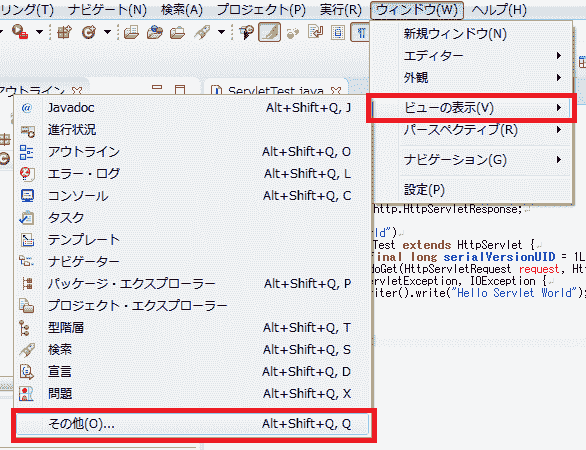 リング(T) ナビゲート(N) 検索(A) プロジェクト(P) 実行(R) ウィンドウ(W) ヘルプ(H)
新規ウィンドウ(N)
エディター
外観
ビューの表示(V)
パースペクティブ(R)
ナビゲーション(G)
設定(P)
アウトライン
ServletTest.java
Javadoc Alt+Shift+Q, J
進行状況
アウトライン Alt+Shift+Q, O
エラー・ログ Alt+Shift+Q, L
コンソール Alt+Shift+Q, C
タスク
テンプレート
ナビゲーター
パッケージ・エクスプローラー Alt+Shift+Q, P
プロジェクト・エクスプローラー
型階層 Alt+Shift+Q, T
検索 Alt+Shift+Q, S
宣言 Alt+Shift+Q, D
問題 Alt+Shift+Q, X
その他(O)... Alt+Shift+Q, Q
http.HttpServletResponse;
ld")
Test extends HttpServlet {
final long serialVersionUID = 1L
doGet(HttpServletRequest request, Htt
rvletException, IOException {
riter().write("Hello Servlet World");